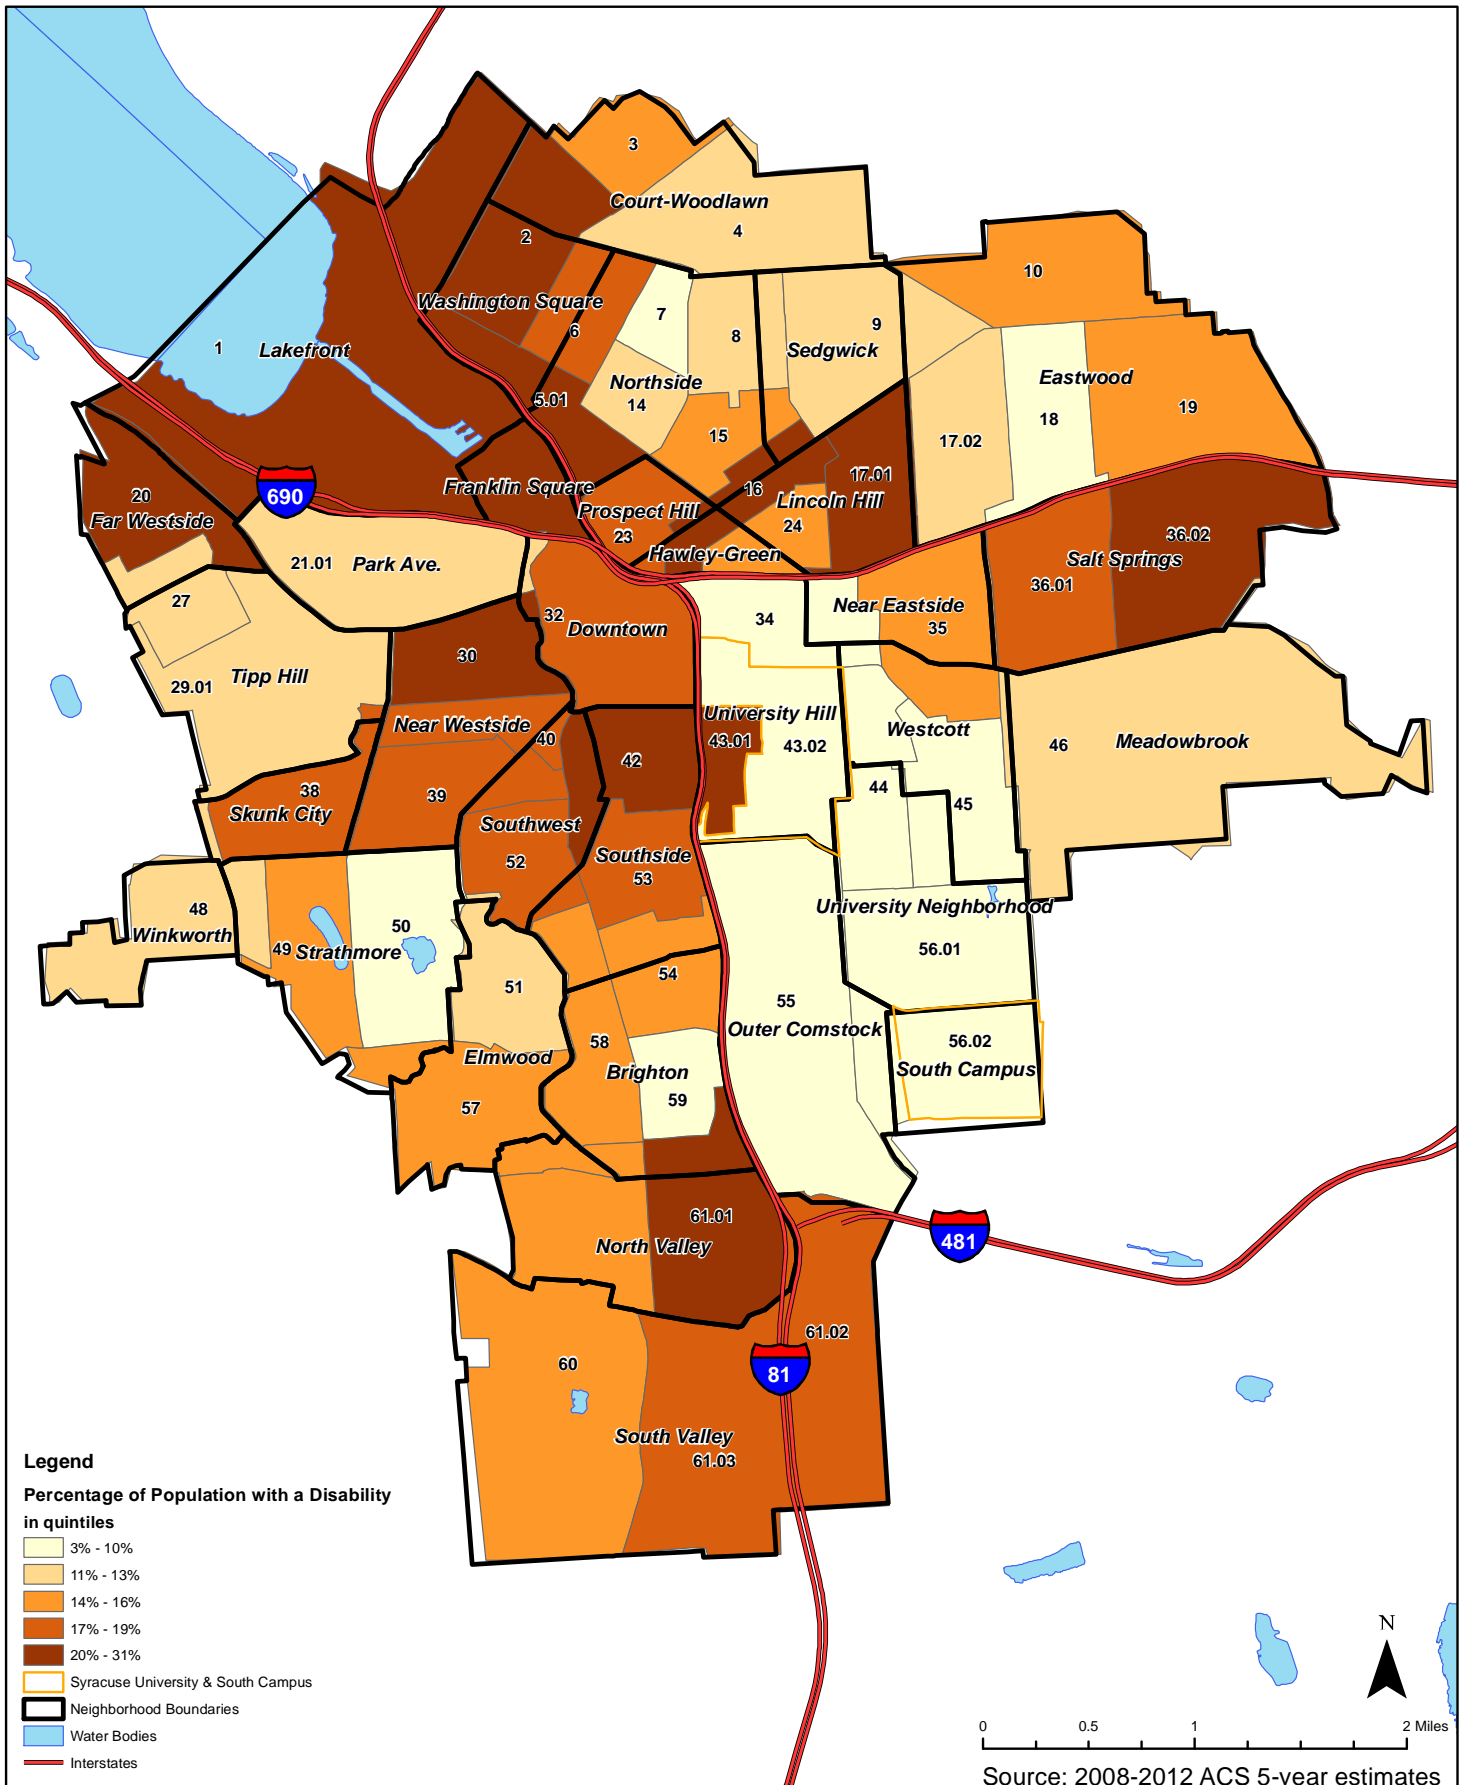 3
Court-Woodlawn
4
2
10
Washington Square
6
7
8
9
Sedgwick
1
Lakefront
Northside
14
5.01
Eastwood
18
19
15
17.02
20
Far Westside
690
Franklin Square
16
17.01
Lincoln Hill
Prospect Hill
23
24
Hawley-Green
36.02
Salt Springs
36.01
21.01
Park Ave.
27
32
Downtown
34
Near Eastside
35
30
Tipp Hill
29.01
Near Westside
40
University Hill
43.01
43.02
Westcott
46
Meadowbrook
42
38
Skunk City
39
44
45
Southwest
52
Southside
53
48
Winkworth
49
Strathmore
50
University Neighborhood
56.01
51
54
55
Outer Comstock
56.02
South Campus
58
Elmwood
Brighton
59
57
61.01
North Valley
481
61.02
60
81
South Valley
61.03
Legend
Percentage of Population with a Disability
in quintiles
3% - 10%
11% - 13%
14% - 16%
17% - 19%
20% - 31%
Syracuse University & South Campus
Neighborhood Boundaries
Water Bodies
Interstates
N
0 0.5 1 2 Miles
Source: 2008-2012 ACS 5-year estimates